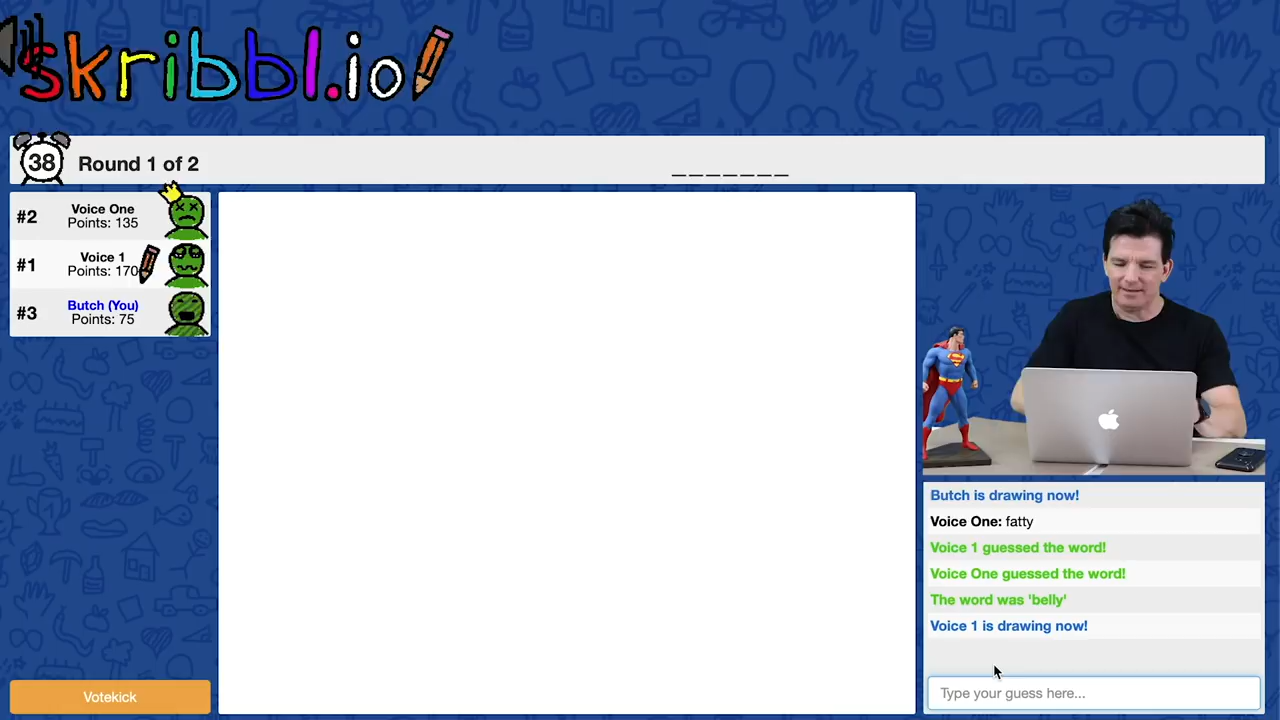 skribbl.io
38
Round 1 of 2
_______
#2
Voice One
Points: 135
#1
Voice 1
Points: 170
#3
Butch (You)
Points: 75
Butch is drawing now!
Voice One: fatty
Voice 1 guessed the word!
Voice One guessed the word!
The word was 'belly'
Voice 1 is drawing now!
Type your guess here...
Votekick